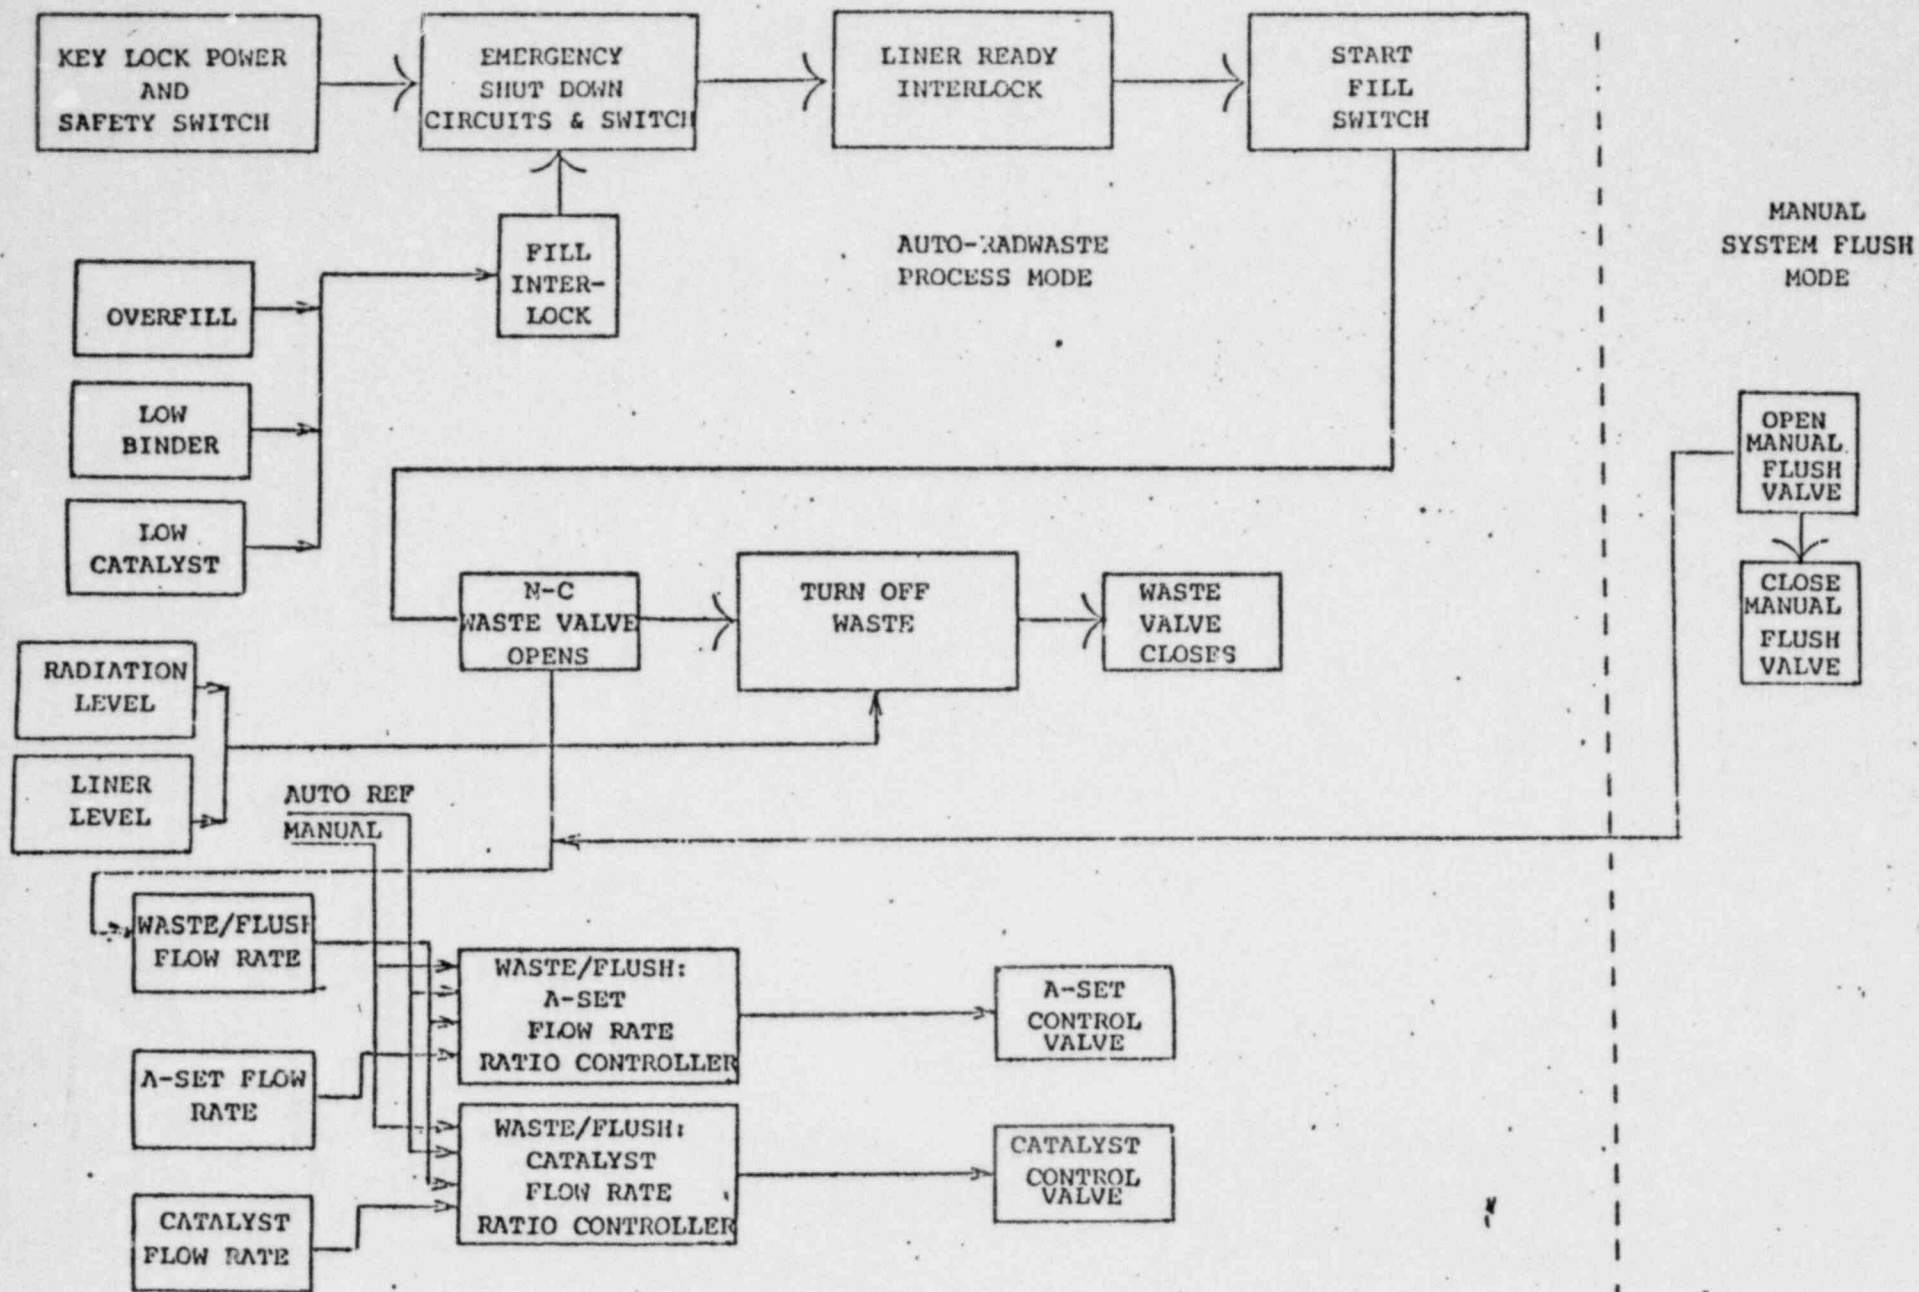 KEY LOCK POWER
AND
SAFETY SWITCH
EMERGENCY
SHUT DOWN
CIRCUITS & SWITCH
LINER READY
INTERLOCK
START
FILL
SWITCH
MANUAL
SYSTEM FLUSH
MODE
FILL
INTER-
LOCK
AUTO-RADWASTE
PROCESS MODE
OVERFILL
LOW
BINDER
LOW
CATALYST
OPEN
MANUAL
FLUSH
VALVE
CLOSE
MANUAL
FLUSH
VALVE
N-C
WASTE VALVE
OPENS
TURN OFF
WASTE
WASTE
VALVE
CLOSES
RADIATION
LEVEL
LINER
LEVEL
AUTO REF
MANUAL
WASTE/FLUSH
FLOW RATE
WASTE/FLUSH:
A-SET
FLOW RATE
RATIO CONTROLLER
A-SET
CONTROL
VALVE
A-SET FLOW
RATE
WASTE/FLUSH:
CATALYST
FLOW RATE
RATIO CONTROLLER
CATALYST
CONTROL
VALVE
CATALYST
FLOW RATE